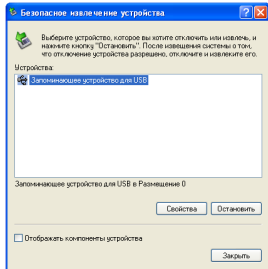 Безопасное извлечение устройства
Выберите устройство, которое вы хотите отключить или извлечь, и
нажмите кнопку "Остановить". После извещения системы о том,
что отключение устройства разрешено, отключите и извлеките его.
Устройства:
Запоминающее устройство для USB
Запоминающее устройство для USB в Размещение 0
Свойства
Остановить
Отображать компоненты устройства
Закрыть